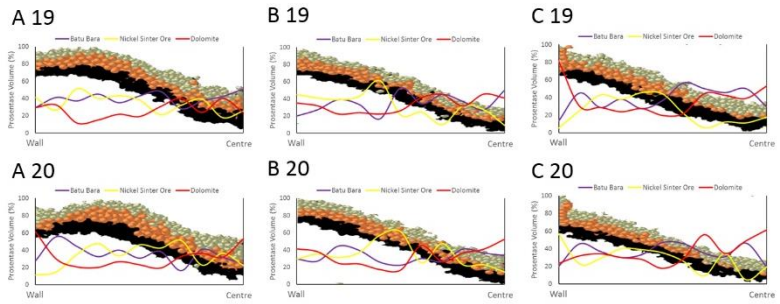 A 19
Batu Bara Nickel Sinter Ore Dolomite
Prosentase Volume (%)
100
80
60
40
20
0
Wall Centre
B 19
Batu Bara Nickel Sinter Ore Dolomite
Prosentase Volume (%)
100
80
60
40
20
0
Wall Centre
C 19
Batu Bara Nickel Sinter Ore Dolomite
Prosentase Volume (%)
100
80
60
40
20
0
Wall Centre
A 20
Batu Bara Nickel Sinter Ore Dolomite
Prosentase Volume (%)
100
80
60
40
20
0
Wall Centre
B 20
Batu Bara Nickel Sinter Ore Dolomite
Prosentase Volume (%)
100
80
60
40
20
0
Wall Centre
C 20
Batu Bara Nickel Sinter Ore Dolomite
Prosentase Volume (%)
100
80
60
40
20
0
Wall Centre